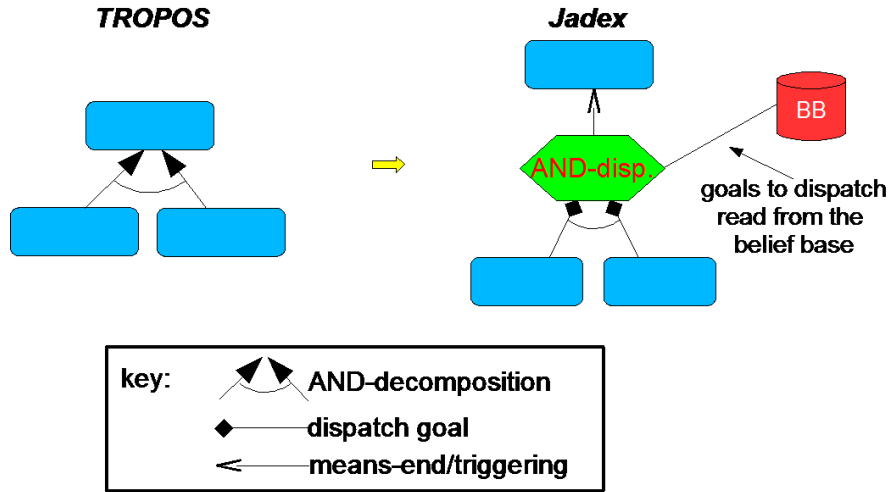 TROPOS
Jadex
BB
AND-disp.
goals to dispatch
read from the
belief base
key:
AND-decomposition
dispatch goal
means-end/triggering